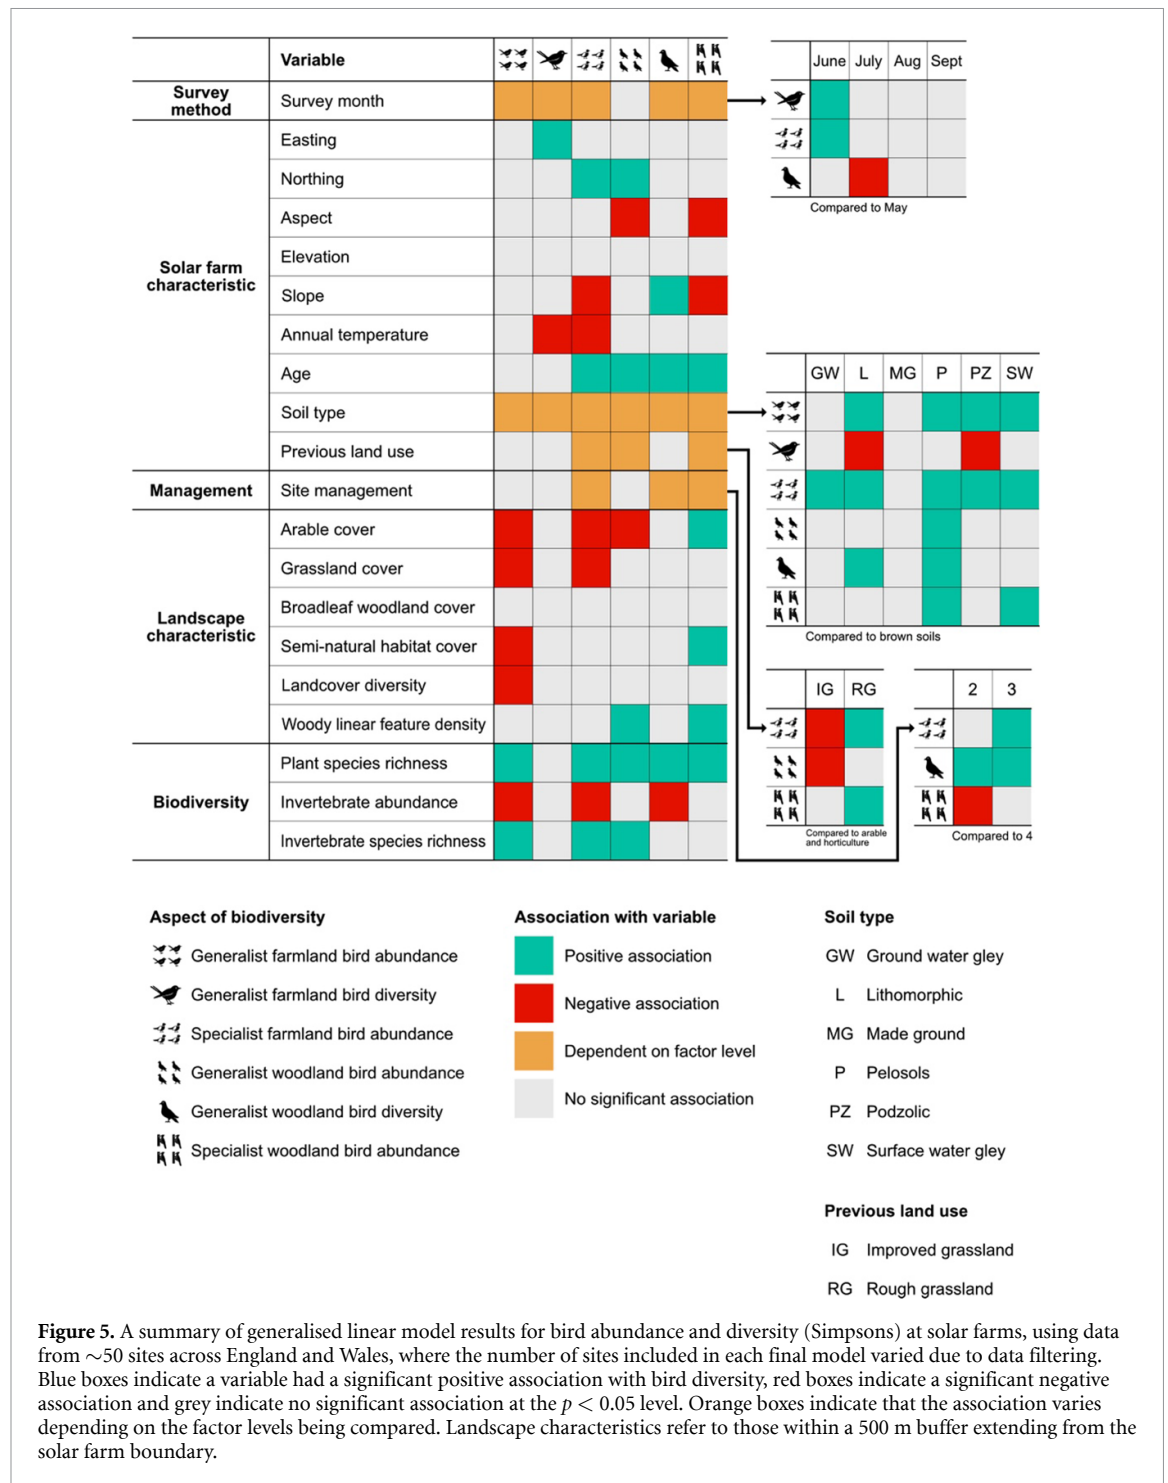 Variable
Survey method
Survey month
Solar farm characteristic
Easting
Northing
Aspect
Elevation
Slope
Annual temperature
Age
Soil type
Previous land use
Management
Site management
Landscape characteristic
Arable cover
Grassland cover
Broadleaf woodland cover
Semi-natural habitat cover
Landcover diversity
Woody linear feature density
Biodiversity
Plant species richness
Invertebrate abundance
Invertebrate species richness
June July Aug Sept
Compared to May
GW L MG P PZ SW
Compared to brown soils
IG RG
Compared to arable
and horticulture
2 3
Compared to 4
Aspect of biodiversity
Generalist farmland bird abundance
Generalist farmland bird diversity
Specialist farmland bird abundance
Generalist woodland bird abundance
Generalist woodland bird diversity
Specialist woodland bird abundance
Association with variable
Positive association
Negative association
Dependent on factor level
No significant association
Soil type
GW Ground water gley
L Lithomorphic
MG Made ground
P Pelosols
PZ Podzolic
SW Surface water gley
Previous land use
IG Improved grassland
RG Rough grassland
Figure 5. A summary of generalised linear model results for bird abundance and diversity (Simpsons) at solar farms, using data
from ∼50 sites across England and Wales, where the number of sites included in each final model varied due to data filtering.
Blue boxes indicate a variable had a significant positive association with bird diversity, red boxes indicate a significant negative
association and grey indicate no significant association at the p < 0.05 level. Orange boxes indicate that the association varies
depending on the factor levels being compared. Landscape characteristics refer to those within a 500 m buffer extending from the
solar farm boundary.